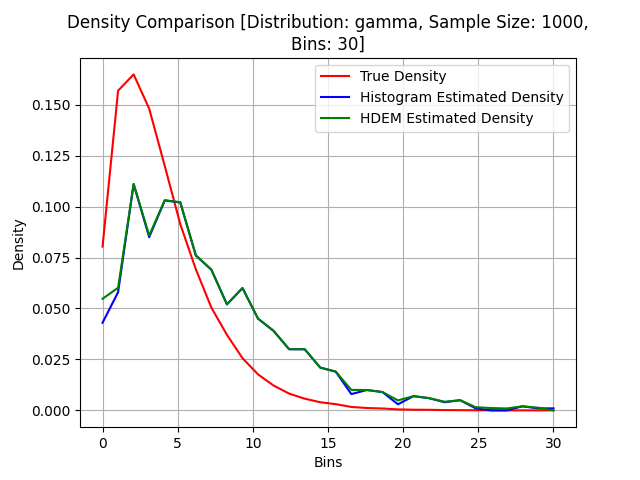 Density Comparison [Distribution: gamma, Sample Size: 1000,
Bins: 30]
True Density
Histogram Estimated Density
HDEM Estimated Density
Density
0.150
0.125
0.100
0.075
0.050
0.025
0.000
0 5 10 15 20 25 30
Bins